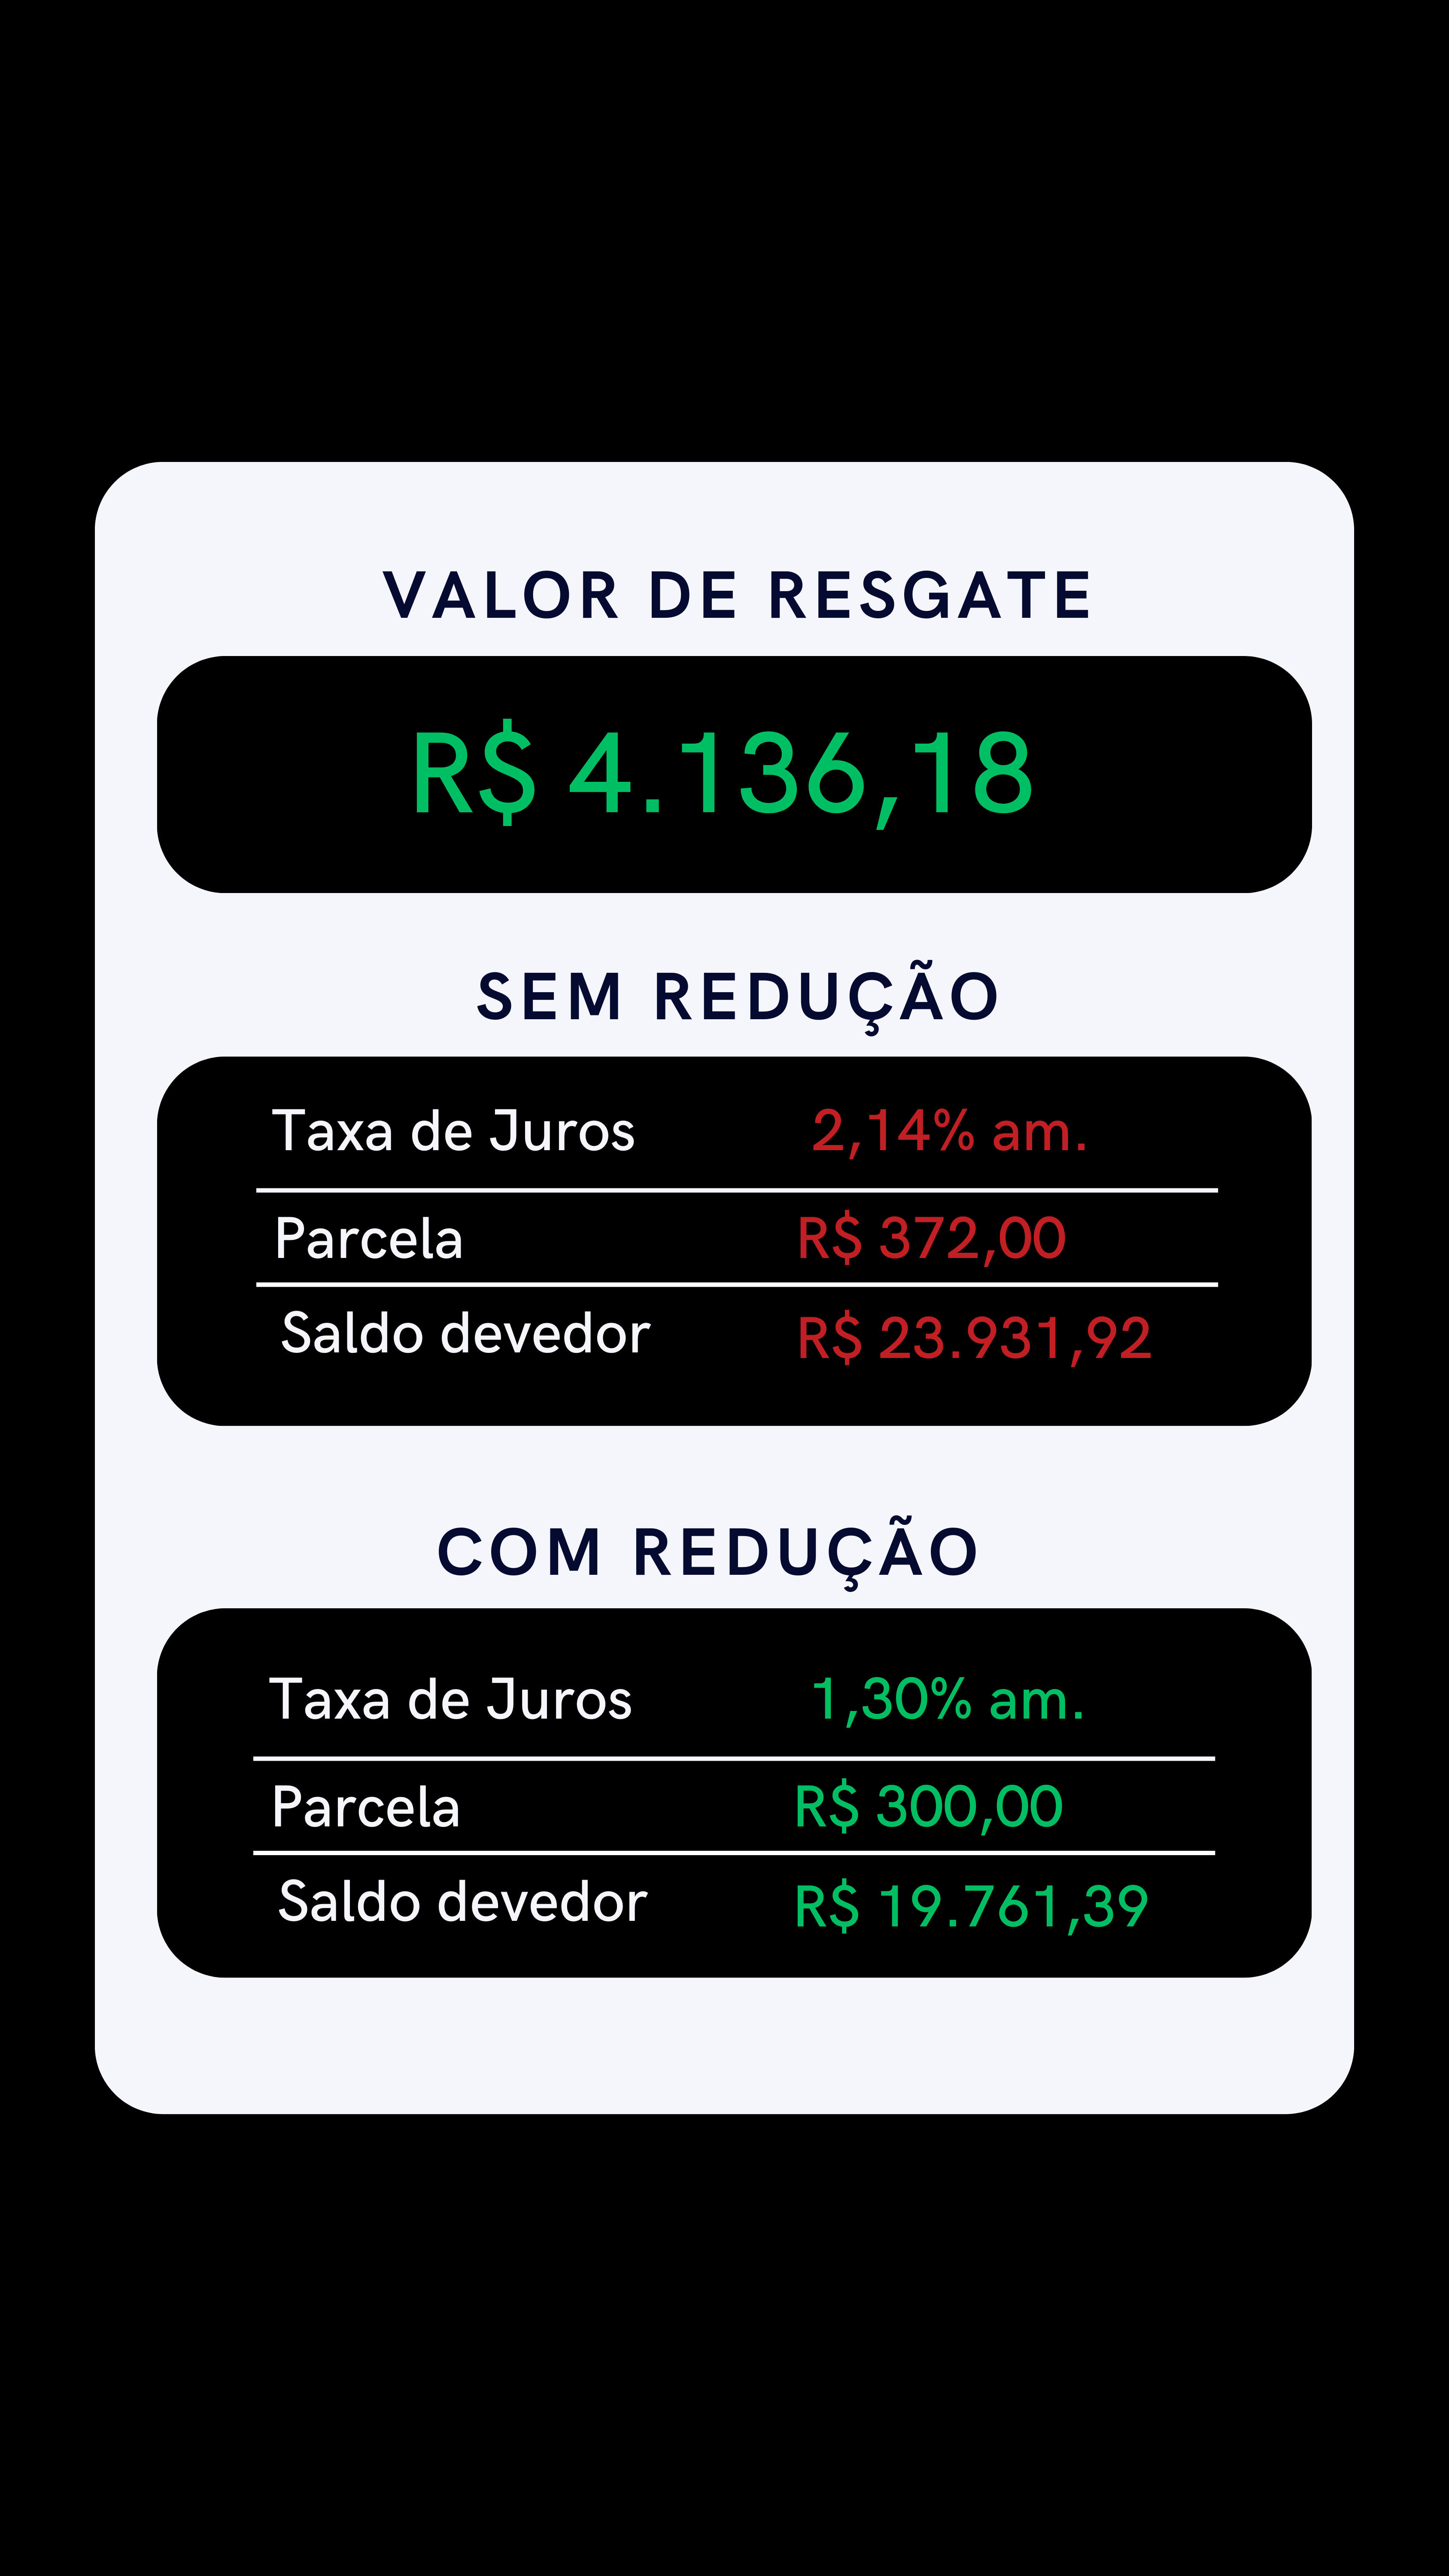 VALOR DE RESGATE
R$ 4.136,18
SEM REDUÇÃO
Taxa de Juros 2,14% am.
Parcela R$ 372,00
Saldo devedor R$ 23.931,92
COM REDUÇÃO
Taxa de Juros 1,30% am.
Parcela R$ 300,00
Saldo devedor R$ 19.761,39